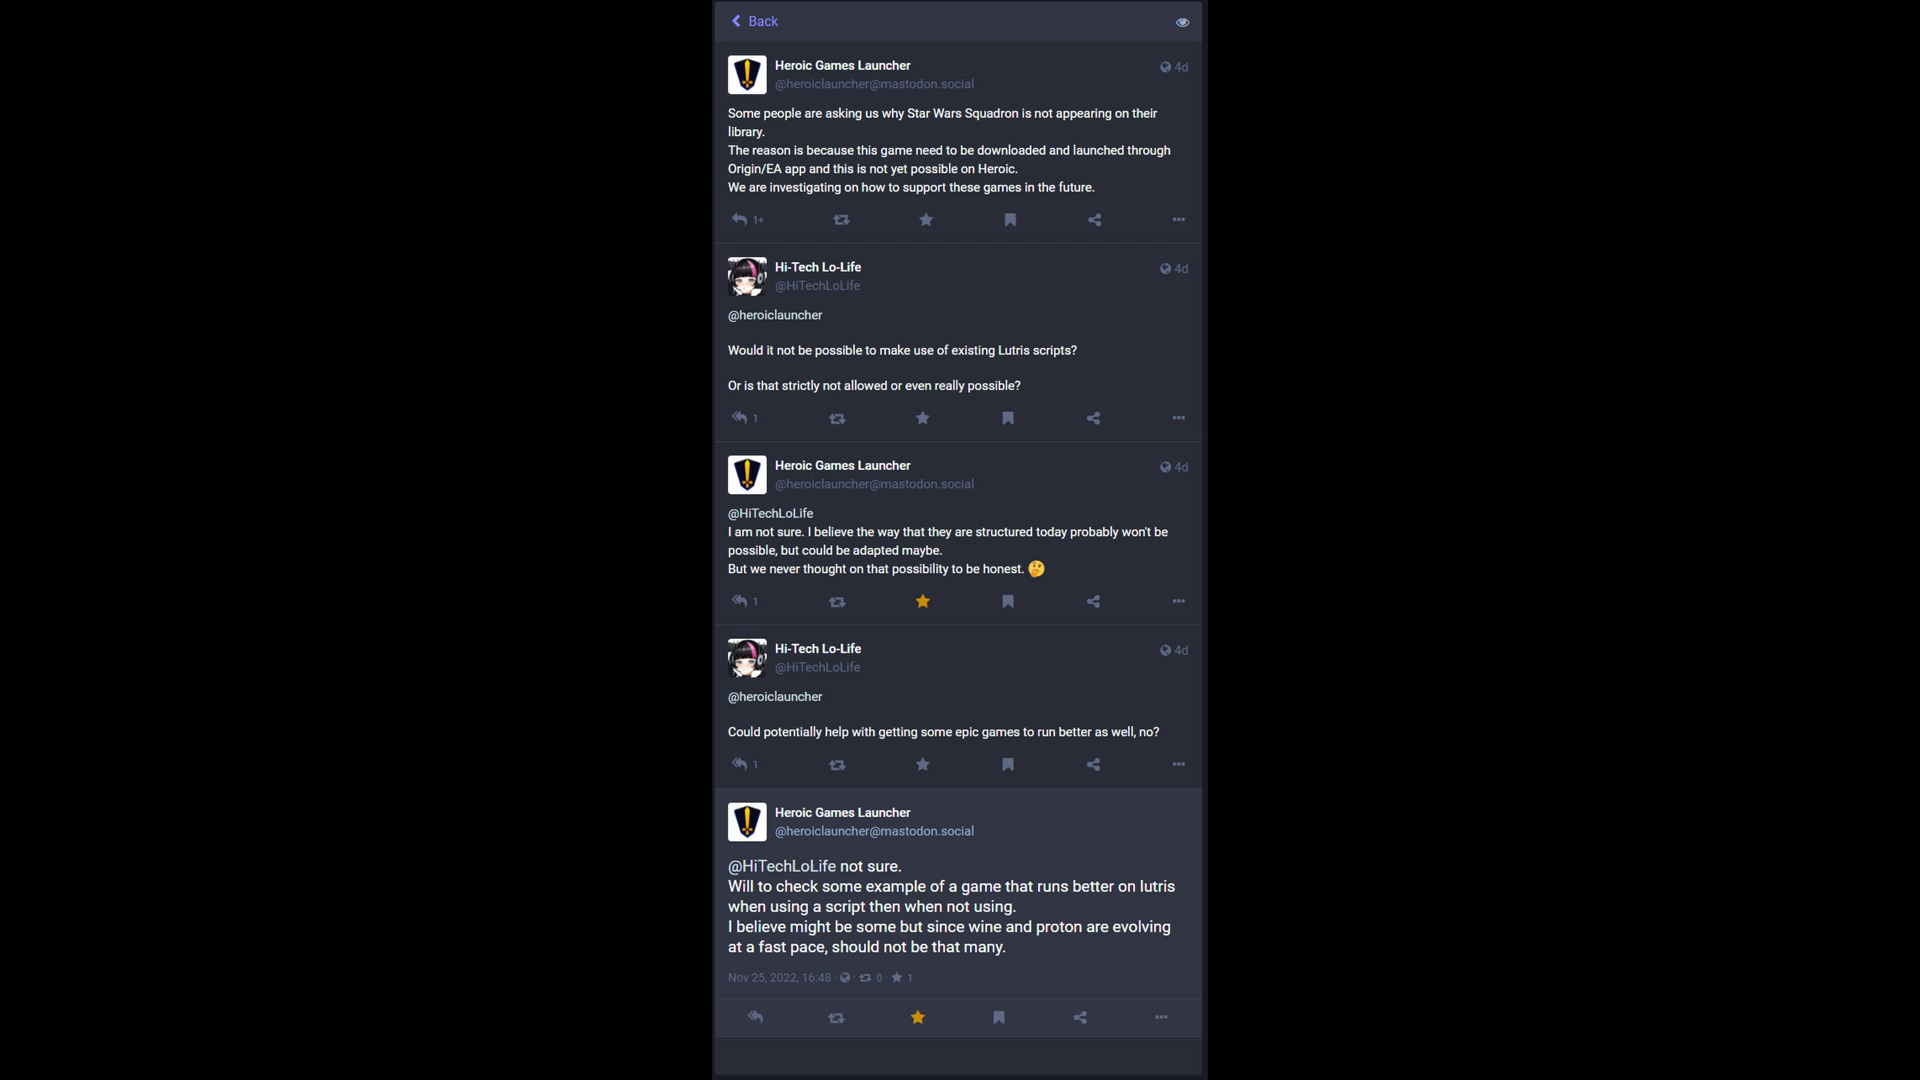 Back
Heroic Games Launcher
4d
@heroiclauncher@mastodon.social
Some people are asking us why Star Wars Squadron is not appearing on their
library.
The reason is because this game need to be downloaded and launched through
Origin/EA app and this is not yet possible on Heroic.
We are investigating on how to support these games in the future.
1+
Hi-Tech Lo-Life
4d
@HiTechLoLife
@heroiclauncher
Would it not be possible to make use of existing Lutris scripts?
Or is that strictly not allowed or even really possible?
1
Heroic Games Launcher
4d
@heroiclauncher@mastodon.social
@HiTechLoLife
I am not sure. I believe the way that they are structured today probably won't be
possible, but could be adapted maybe.
But we never thought on that possibility to be honest. 🤔
1
Hi-Tech Lo-Life
4d
@HiTechLoLife
@heroiclauncher
Could potentially help with getting some epic games to run better as well, no?
1
Heroic Games Launcher
@heroiclauncher@mastodon.social
@HiTechLoLife not sure.
Will to check some example of a game that runs better on lutris
when using a script then when not using.
I believe might be some but since wine and proton are evolving
at a fast pace, should not be that many.
Nov 25, 2022, 16:48 · 0 · 1